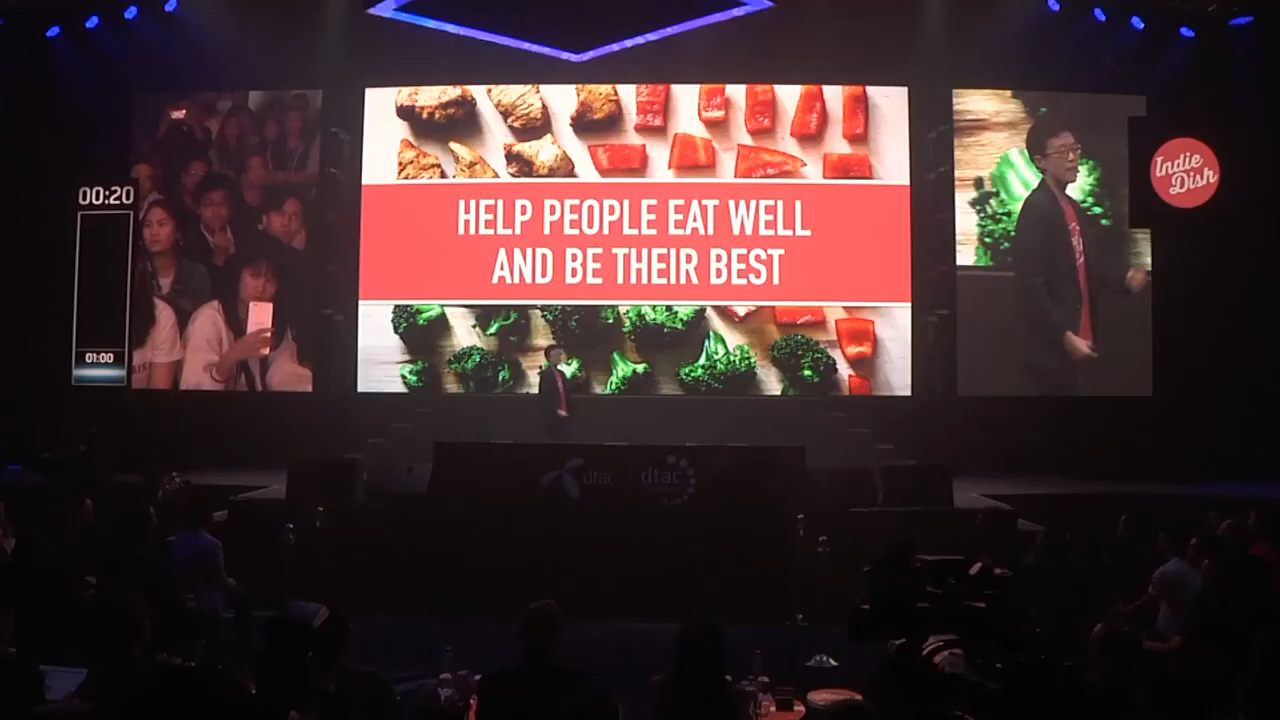 00:20
01:00
HELP PEOPLE EAT WELL
AND BE THEIR BEST
Indie
Dish
dtac
dtac